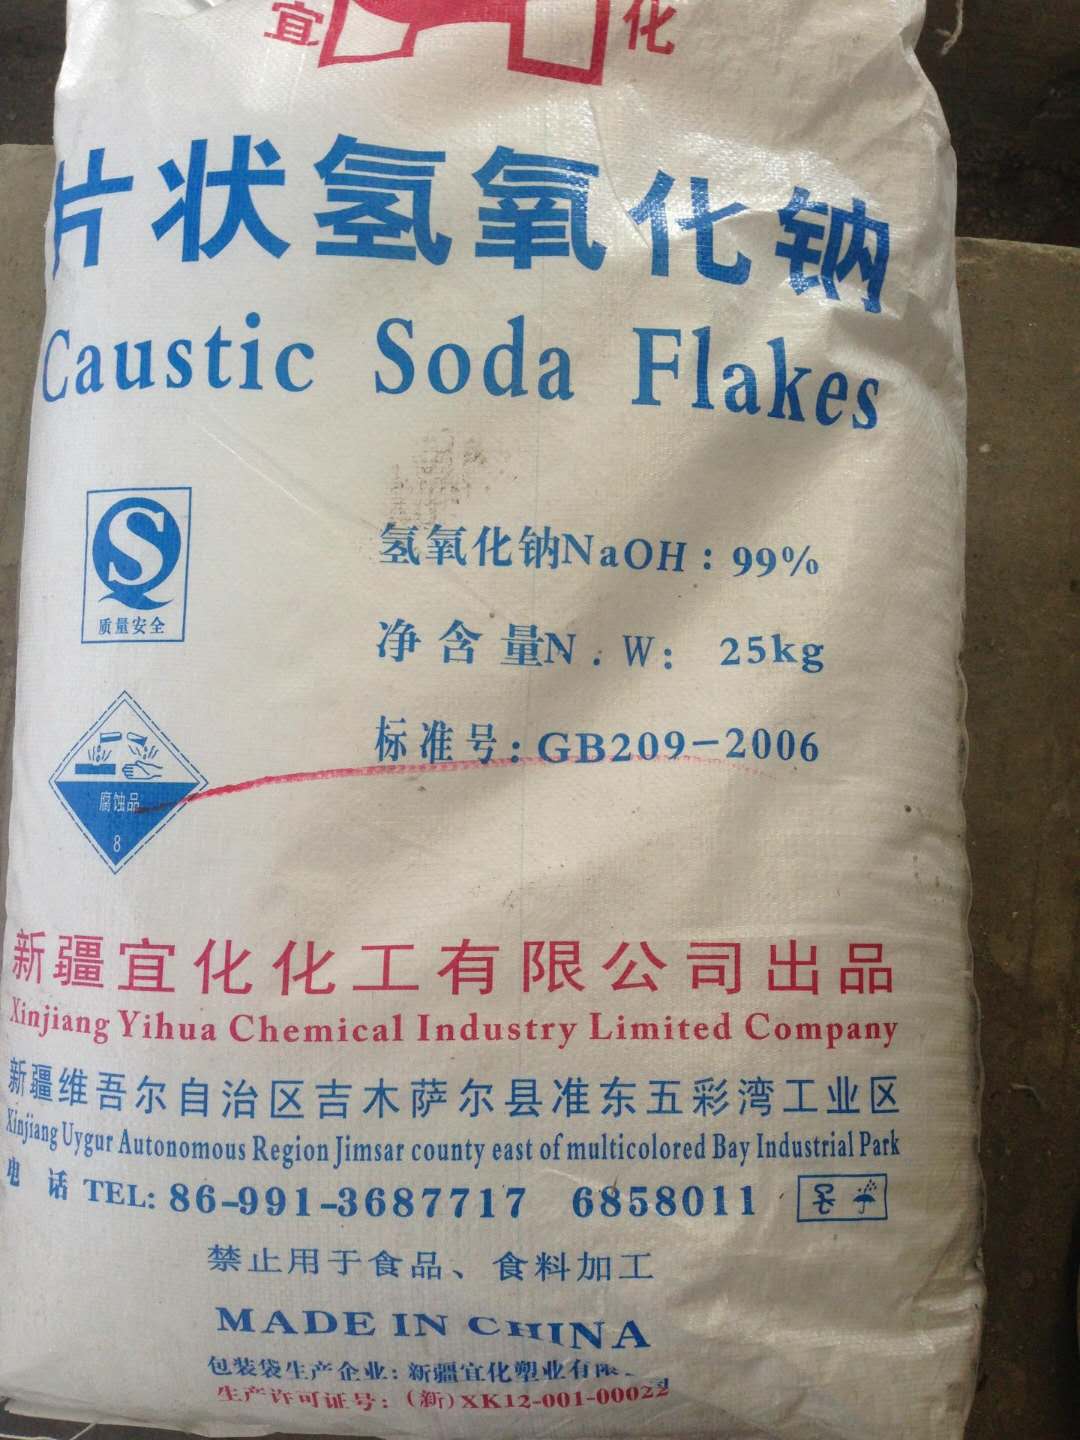 宜 化
片状氢氧化钠
Caustic Soda Flakes
质量安全
氢氧化钠NaOH：99%
净含量N.W: 25kg
标准号:GB209-2006
腐蚀品
8
新疆宜化化工有限公司出品
Xinjiang Yihua Chemical Industry Limited Company
新疆维吾尔自治区吉木萨尔县准东五彩湾工业区
Xinjiang Uygur Autonomous Region Jimsar county east of multicolored Bay Industrial Park
电 话 TEL: 86-991-3687717 6858011
禁止用于食品、食料加工
MADE IN CHINA
包装袋生产企业：新疆宜化塑业有限
生产许可证号：（新）XK12-001-00022